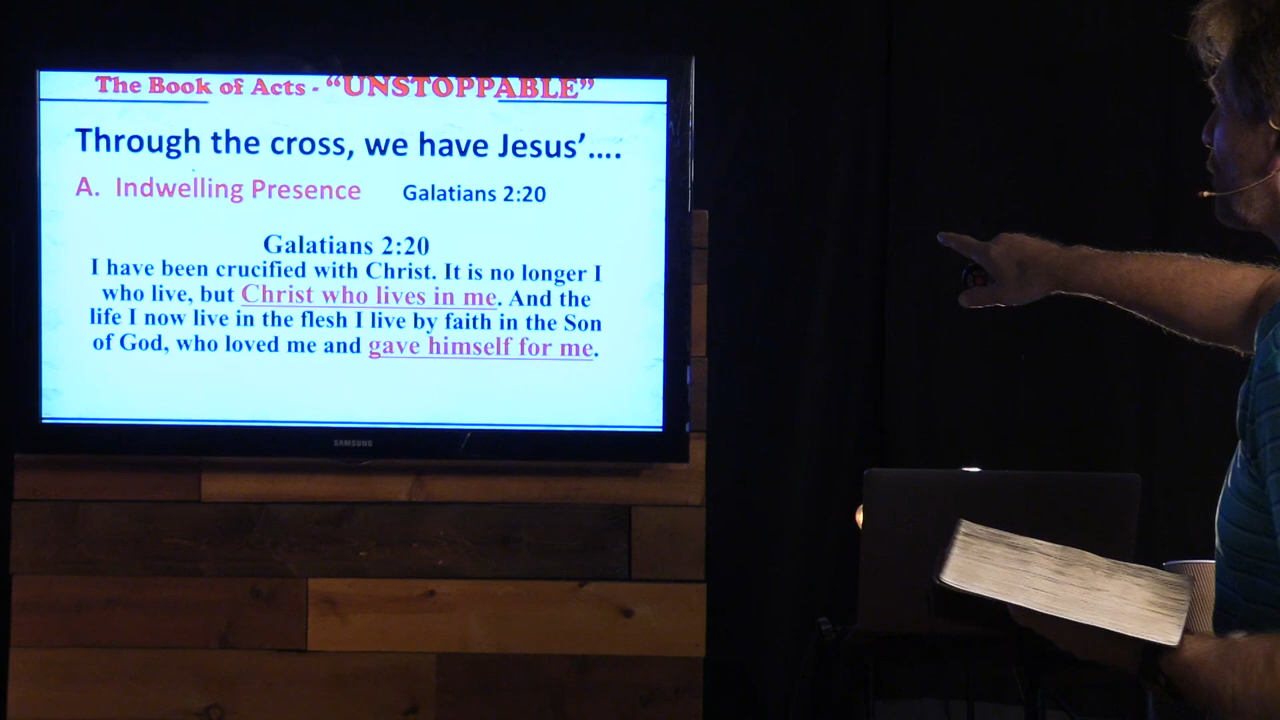 The Book of Acts - “UNSTOPPABLE”
Through the cross, we have Jesus’....
A. Indwelling Presence Galatians 2:20
Galatians 2:20
I have been crucified with Christ. It is no longer I
who live, but Christ who lives in me. And the
life I now live in the flesh I live by faith in the Son
of God, who loved me and gave himself for me.
SAMSUNG